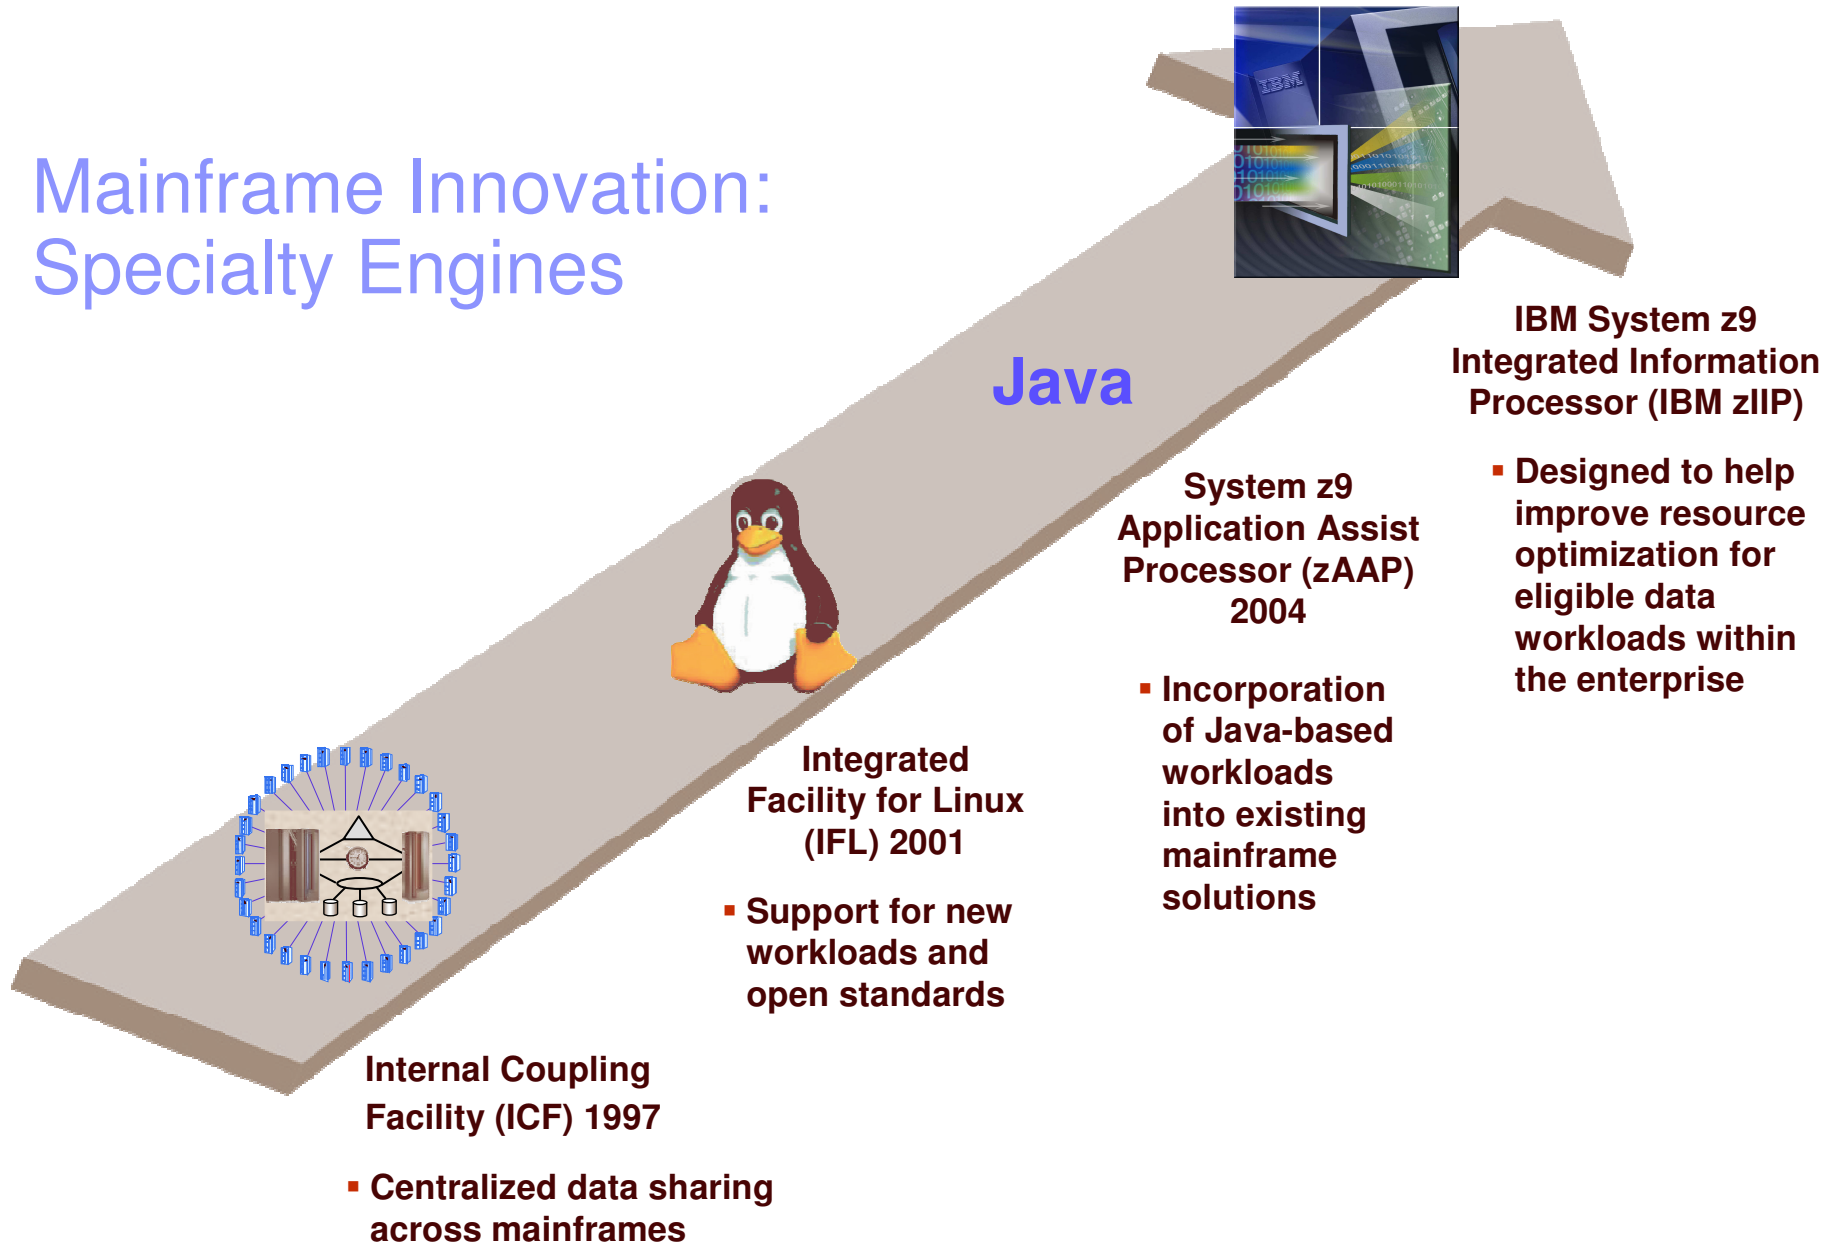 Mainframe Innovation:
Specialty Engines
IBM
Java
IBM System z9
Integrated Information
Processor (IBM zIIP)
▪ Designed to help
improve resource
optimization for
eligible data
workloads within
the enterprise
System z9
Application Assist
Processor (zAAP)
2004
▪ Incorporation
of Java-based
workloads
into existing
mainframe
solutions
Integrated
Facility for Linux
(IFL) 2001
▪ Support for new
workloads and
open standards
Internal Coupling
Facility (ICF) 1997
▪ Centralized data sharing
across mainframes